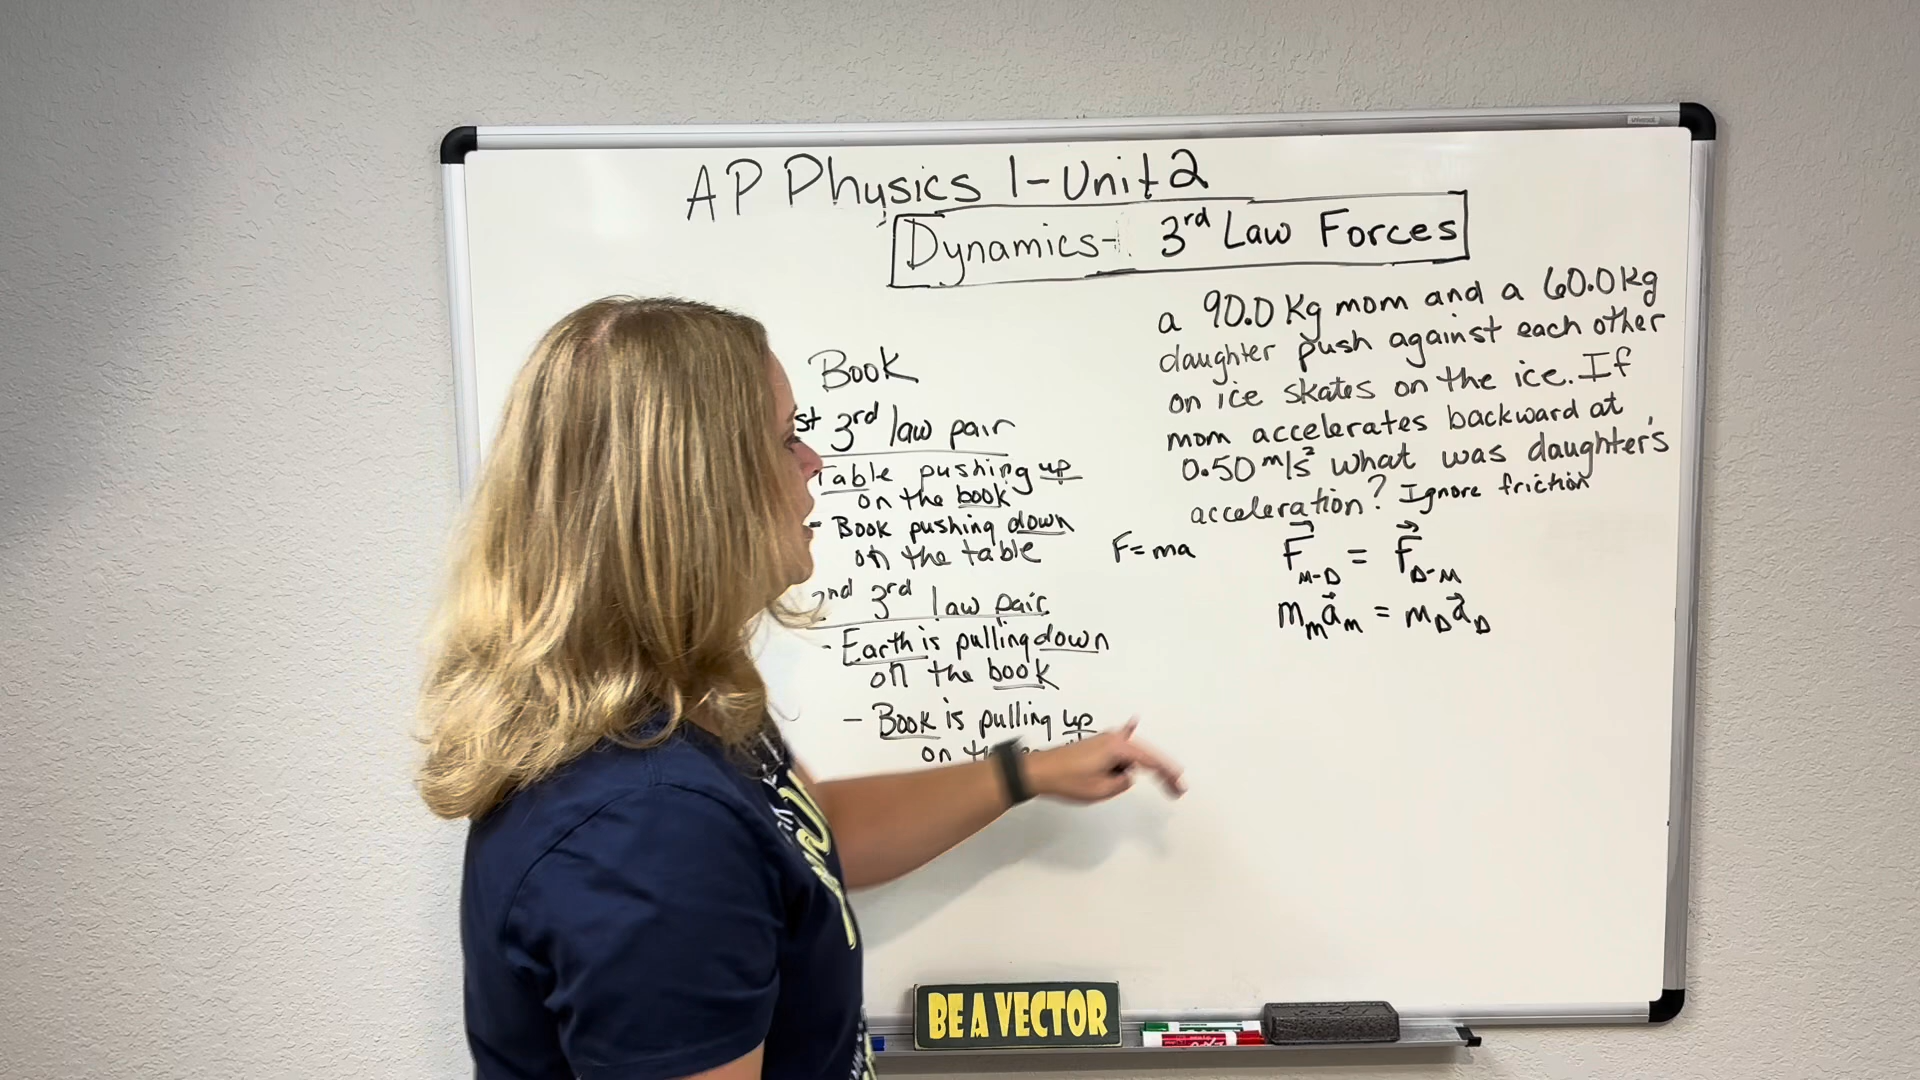 AP Physics 1-Unit 2
Dynamics- 3rd Law Forces
Book
st 3rd law pair
Table pushing up
on the book
- Book pushing down
on the table
2nd 3rd law pair
- Earth is pulling down
on the book
- Book is pulling up
on
a 90.0 Kg mom and a 60.0 kg
daughter push against each other
on ice skates on the ice. If
mom accelerates backward at
0.50 m/s² what was daughter's
acceleration? Ignore friction
F=ma
F⃗M-D = F⃗D-M
mMa⃗M = mDa⃗D
BE A VECTOR